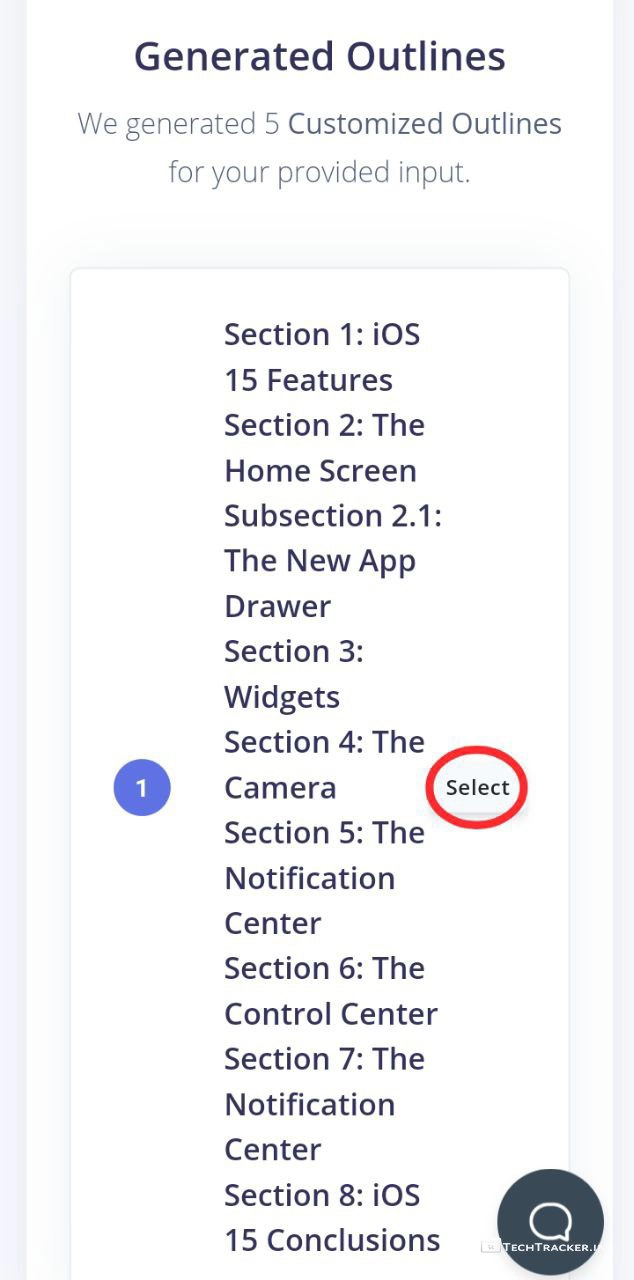 Generated Outlines
We generated 5 Customized Outlines
for your provided input.
Section 1: iOS
15 Features
Section 2: The
Home Screen
Subsection 2.1:
The New App
Drawer
Section 3:
Widgets
Section 4: The
1
Camera
Select
Section 5: The
Notification
Center
Section 6: The
Control Center
Section 7: The
Notification
Center
Section 8: iOS
15 Conclusions